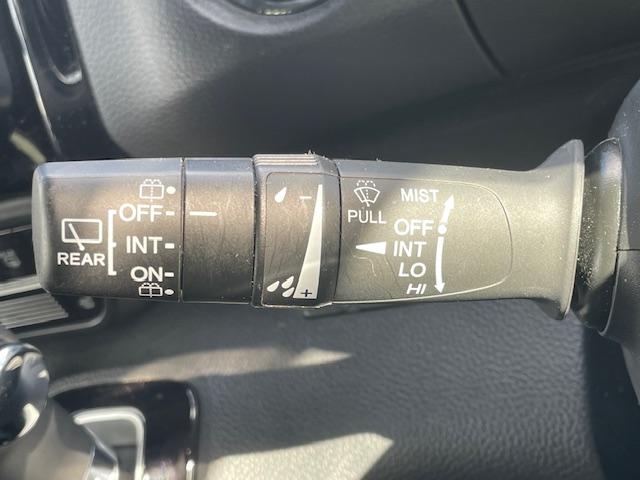 OFF
INT
ON
REAR
- 
+
PULL
MIST
OFF
INT
LO
HI